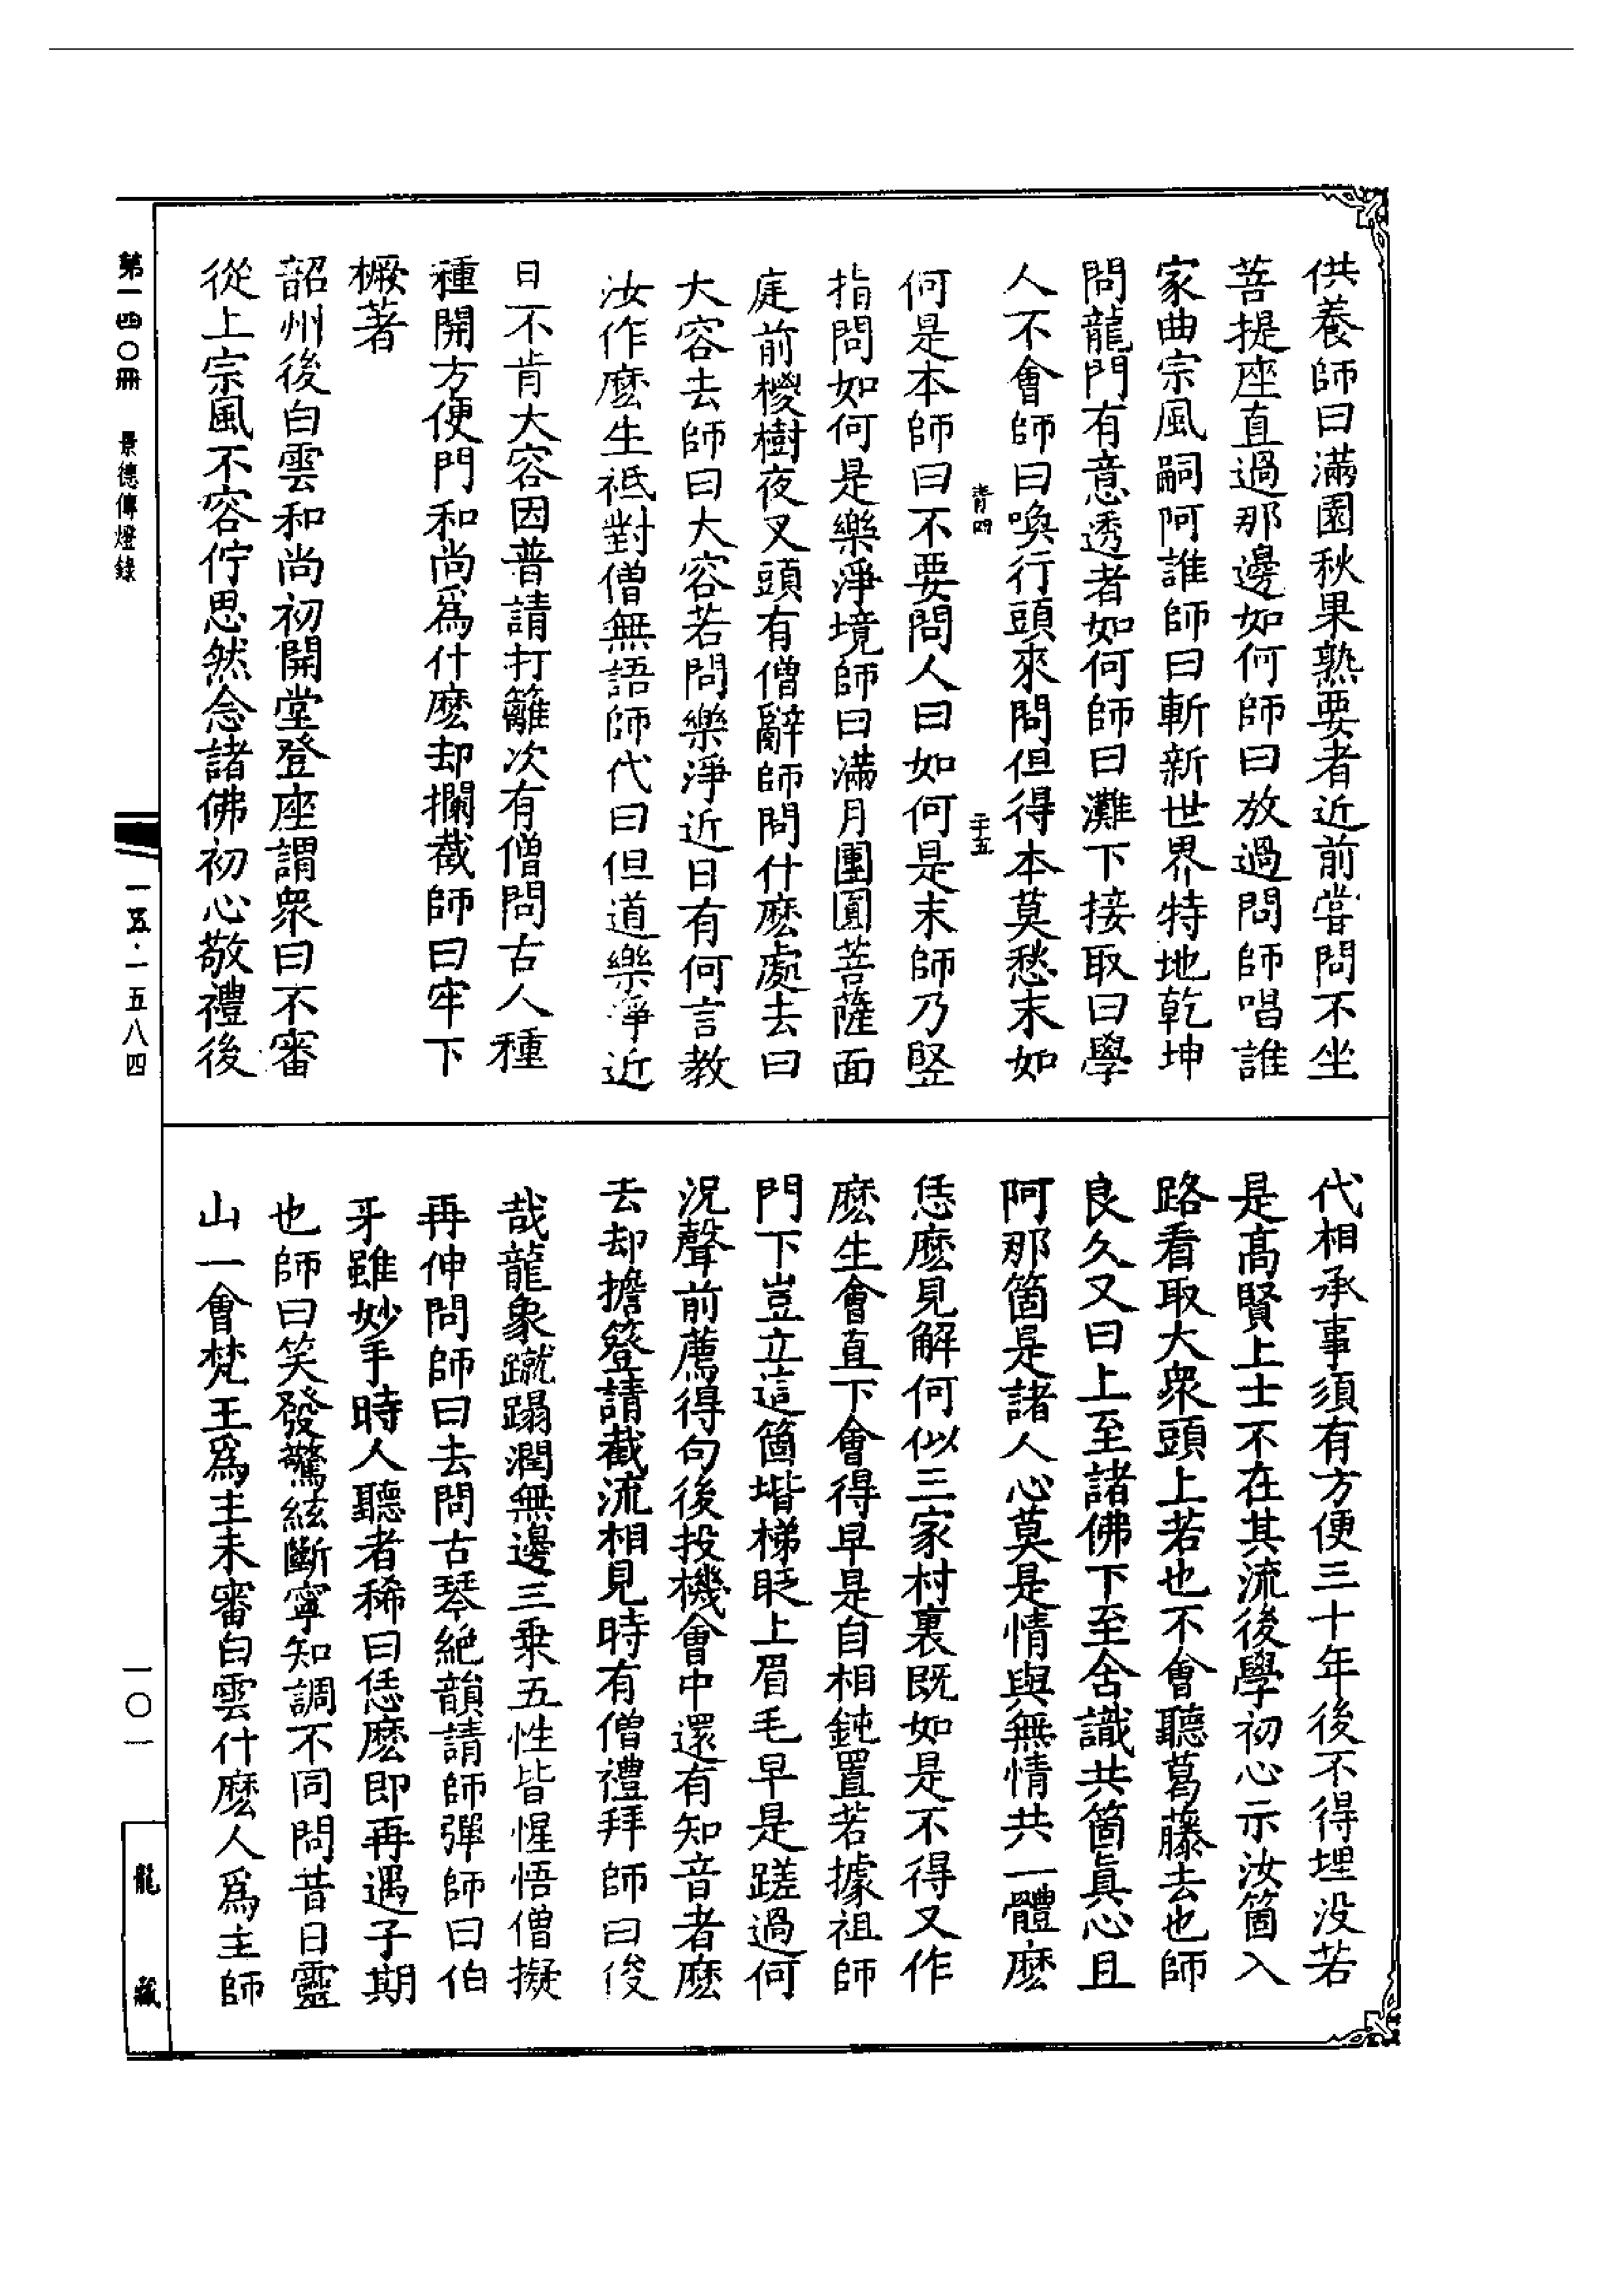 供養師曰滿園秋果熟要者近前嘗問不坐
菩提座直過那邊如何師曰放過問師唱誰
家曲宗風嗣阿誰師曰斬新世界特地乾坤
問龍門有意透者如何師曰灘下接取曰學
人不會師曰喚行頭來問但得本莫愁末如
青四
二十五
何是本師曰不要問人曰如何是末師乃竪
指問如何是樂淨境師曰滿月團圓菩薩面
庭前椶樹夜叉頭有僧辭師問什麽處去曰
大容去師曰大容若問樂淨近日有何言教
汝作麽生祗對僧無語師代曰但道樂淨近
日不肯大容因普請打籬次有僧問古人種
種開方便門和尚爲什麽却攔截師曰牢下
橛著
韶州後白雲和尚初開堂登座謂衆曰不審
從上宗風不容佇思然念諸佛初心敬禮後
代相承事須有方便三十年後不得埋没若
是高賢上士不在其流後學初心示汝箇入
路看取大衆頭上若也不會聽葛藤去也師
良久又曰上至諸佛下至含識共箇眞心且
阿那箇是諸人心莫是情與無情共一體麽
恁麽見解何似三家村裏既如是不得又作
麽生會直下會得早是自相鈍置若據祖師
門下豈立這箇堦梯眨上眉毛早是蹉過何
況聲前薦得句後投機會中還有知音者麽
去却擔簦請截流相見時有僧禮拜師曰俊
哉龍象蹴蹋潤無邊三乘五性皆惺悟僧擬
再伸問師曰去問古琴絶韻請師彈師曰伯
牙雖妙手時人聽者稀曰恁麽即再遇子期
也師曰笑發驚絃斷寧知調不同問昔日靈
山一會梵王爲主未審白雲什麽人爲主師
第一四〇冊　景德傳燈錄
一五·一五八四
一〇一
龍藏